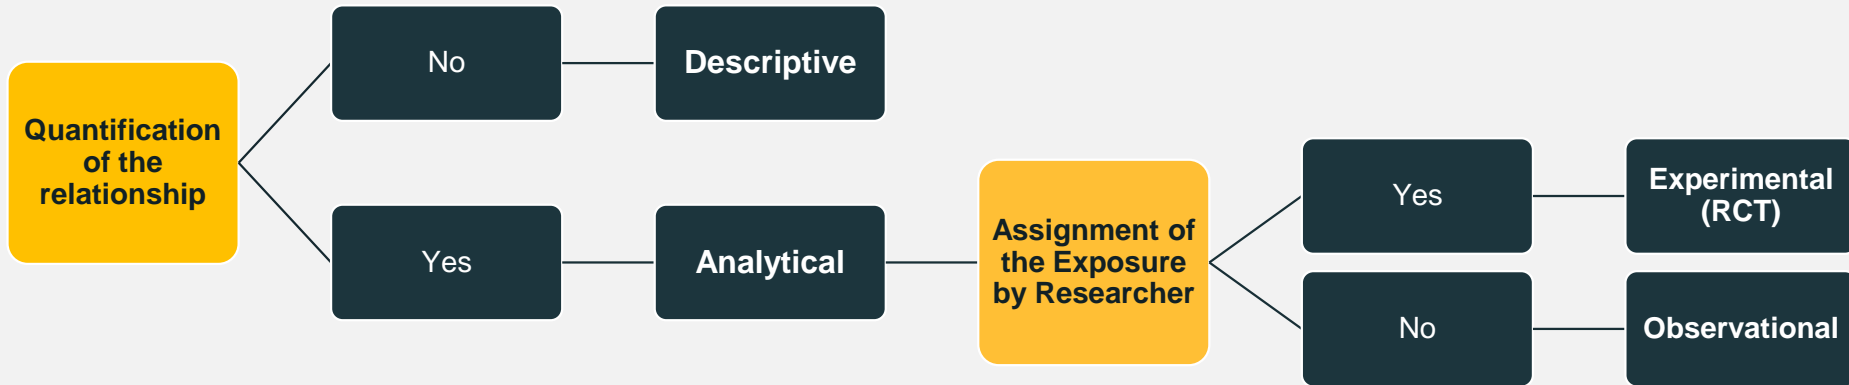 Quantification
of the
relationship
No
Descriptive
Yes
Analytical
Assignment of
the Exposure
by Researcher
Yes
Experimental
(RCT)
No
Observational